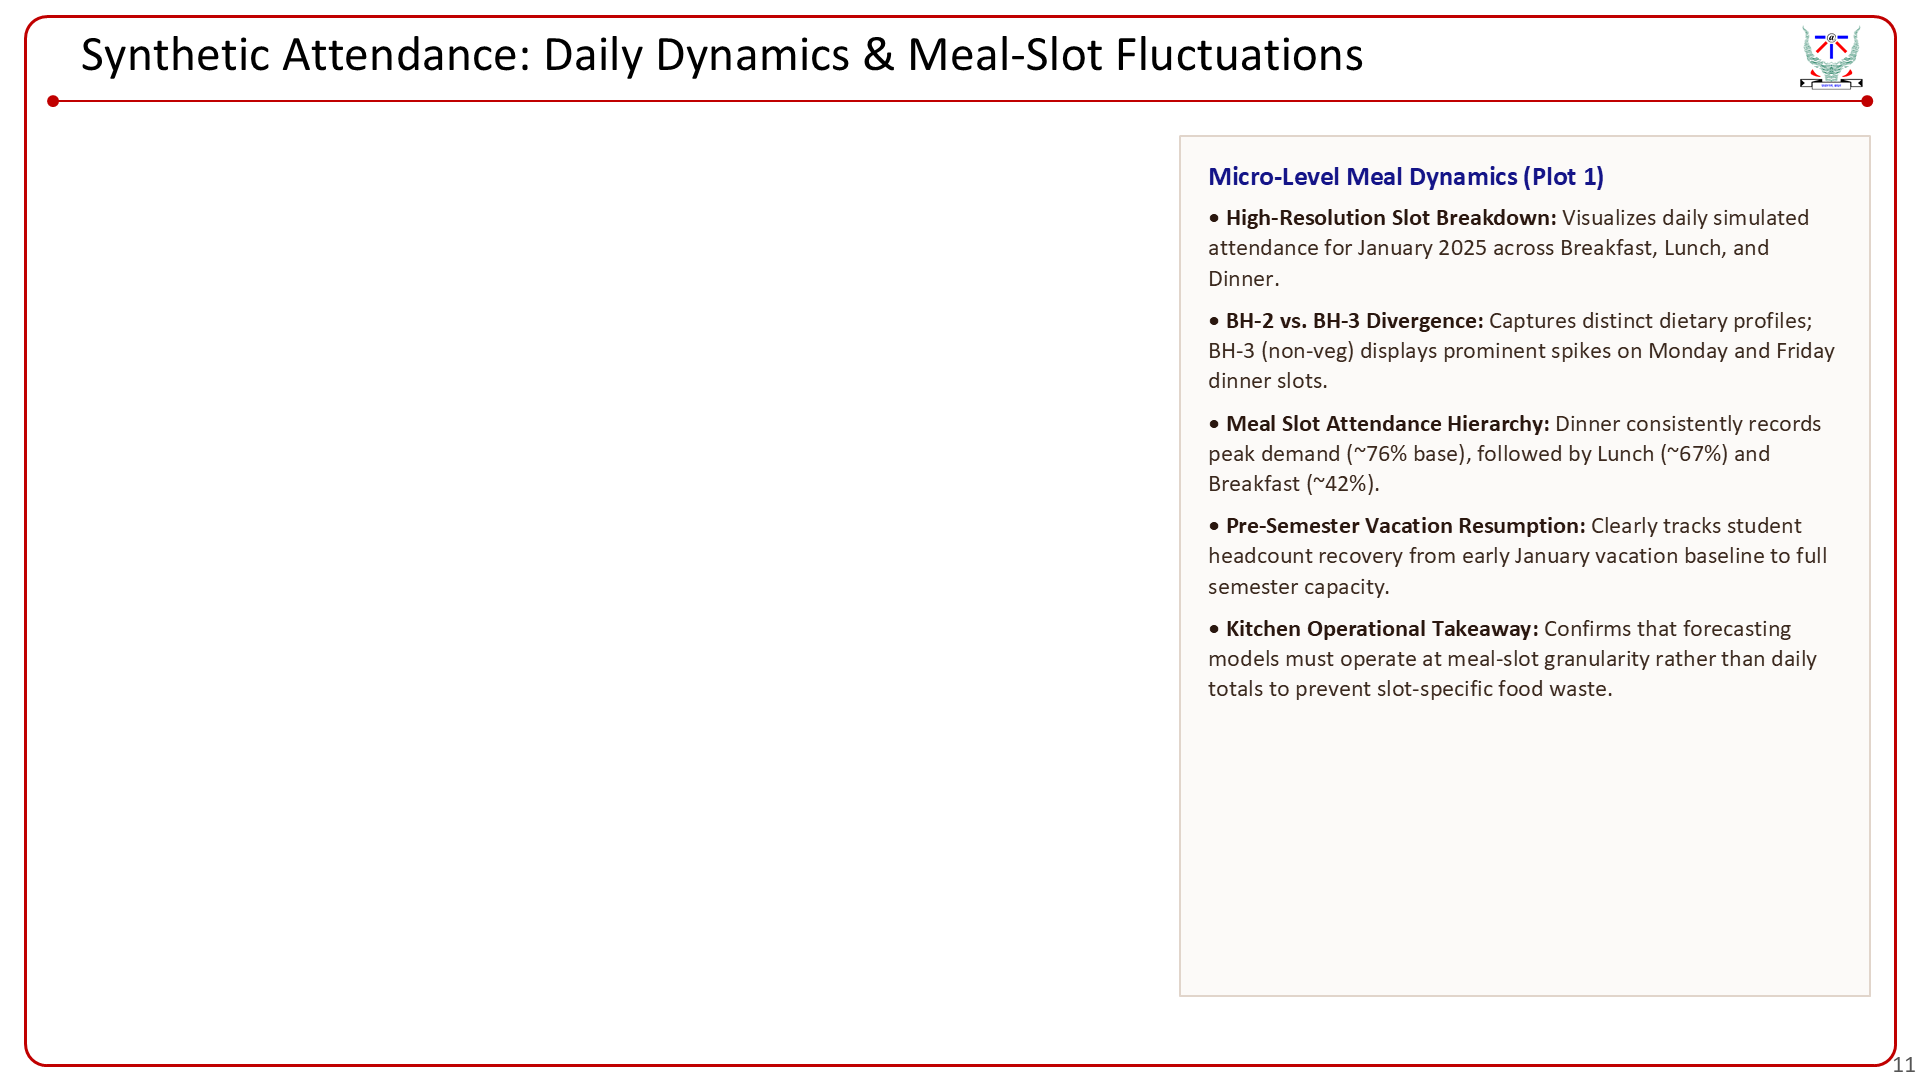 Synthetic Attendance: Daily Dynamics & Meal-Slot Fluctuations
Micro-Level Meal Dynamics (Plot 1)
• High-Resolution Slot Breakdown: Visualizes daily simulated
attendance for January 2025 across Breakfast, Lunch, and
Dinner.
• BH-2 vs. BH-3 Divergence: Captures distinct dietary profiles;
BH-3 (non-veg) displays prominent spikes on Monday and Friday
dinner slots.
• Meal Slot Attendance Hierarchy: Dinner consistently records
peak demand (~76% base), followed by Lunch (~67%) and
Breakfast (~42%).
• Pre-Semester Vacation Resumption: Clearly tracks student
headcount recovery from early January vacation baseline to full
semester capacity.
• Kitchen Operational Takeaway: Confirms that forecasting
models must operate at meal-slot granularity rather than daily
totals to prevent slot-specific food waste.
11